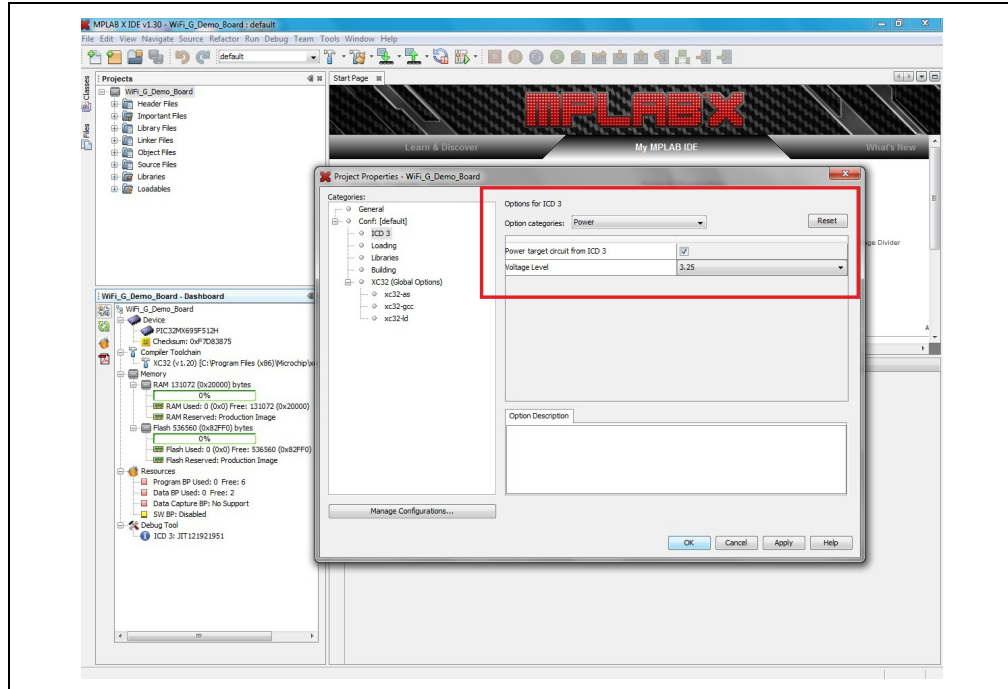 MPLAB X IDE v1.30 - WiFi_G_Demo_Board : default
File Edit View Navigate Source Refactor Run Debug Team Tools Window Help
default
Classes
Files
Projects
WiFi_G_Demo_Board
Header Files
Important Files
Library Files
Linker Files
Object Files
Source Files
Libraries
Loadables
Start Page
MPLABX
Learn & Discover
My MPLAB IDE
What's New
age Divider
WiFi_G_Demo_Board - Dashboard
WiFi_G_Demo_Board
Device
PIC32MX695F512H
Checksum: 0xF7D83875
Compiler Toolchain
XC32 (v1.20) [C:\Program Files (x86)\Microchip\
Memory
RAM 131072 (0x20000) bytes
0%
RAM Used: 0 (0x0) Free: 131072 (0x20000)
RAM Reserved: Production Image
Flash 536560 (0x82FF0) bytes
0%
Flash Used: 0 (0x0) Free: 536560 (0x82FF0)
Flash Reserved: Production Image
Resources
Program BP Used: 0 Free: 6
Data BP Used: 0 Free: 2
Data Capture BP: No Support
SW BP: Disabled
Debug Tool
ICD 3: JIT121921951
Project Properties - WiFi_G_Demo_Board
Categories:
General
Conf: [default]
ICD 3
Loading
Libraries
Building
XC32 (Global Options)
xc32-as
xc32-gcc
xc32-ld
Manage Configurations...
Options for ICD 3
Option categories: Power
Reset
Power target circuit from ICD 3
Voltage Level 3.25
Option Description
OK Cancel Apply Help